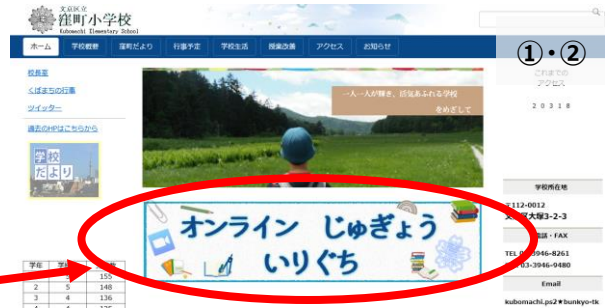 文京区立
窪町小学校
Kubomachi Elementary School
ホーム 学校概要 窪町だより 行事予定 学校生活 授業改善 アクセス お知らせ
①・②
校長室
くぼまちの行事
ツイッター
過去のHPはこちらから
学校
だより
一人一人が輝き、活気あふれる学校
をめざして
これまでの
アクセス
20318
オンライン じゅぎょう
いりぐち
学校所在地
〒112-0012
大塚3-2-3
FAX
TEL
3946-8261
03-3946-9480
Email
kubomachi.ps2★bunkyo-tk
学年
155
2 5 148
3 4 136
4 4